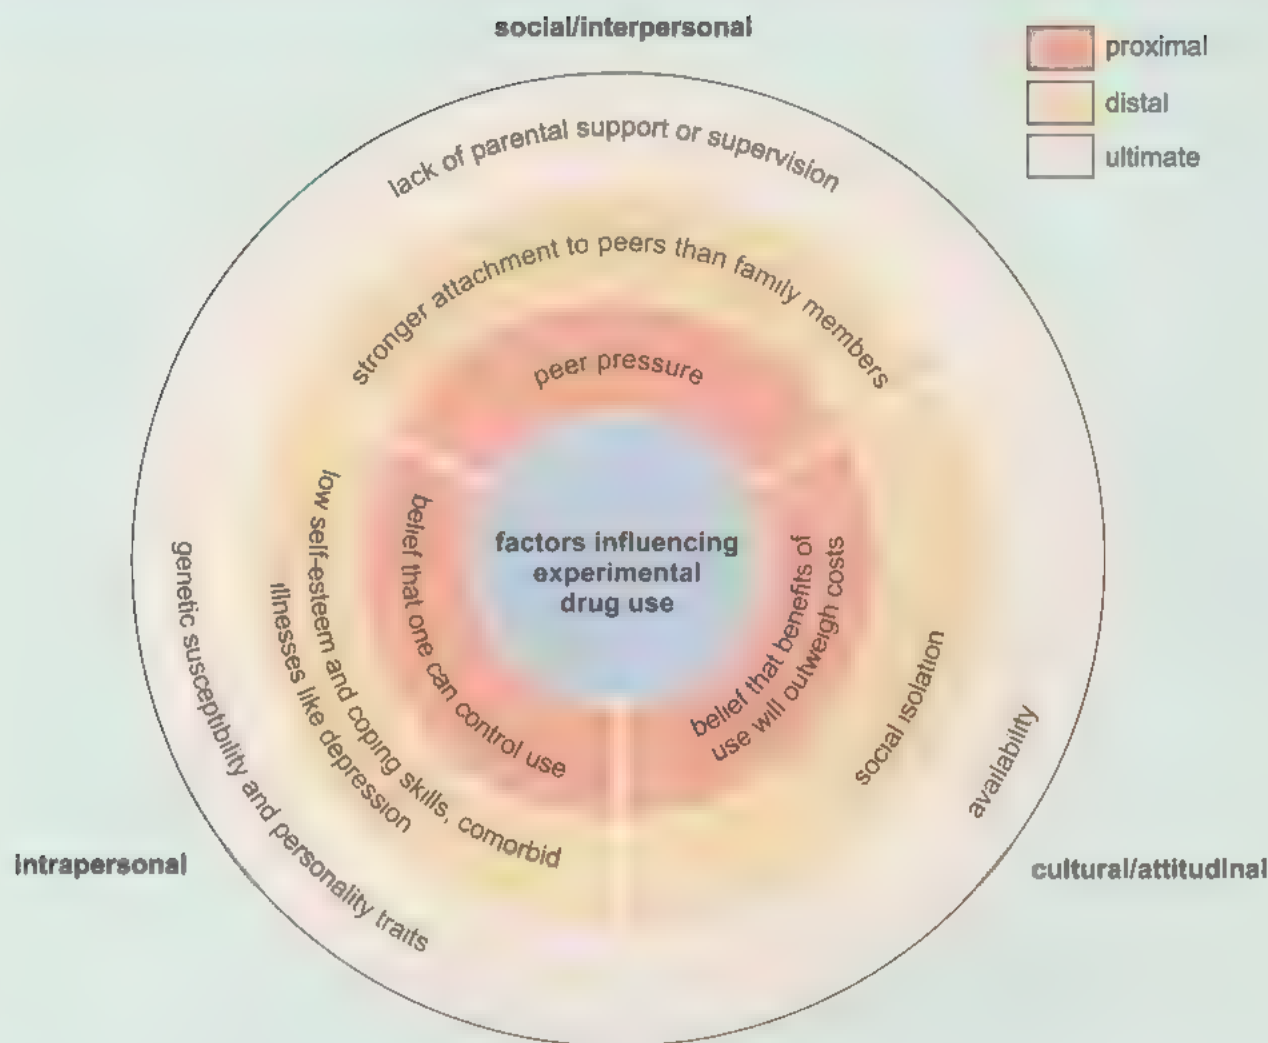 social/interpersonal
proximal
distal
ultimate
lack of parental support or supervision
stronger attachment to peers than family members
peer pressure
factors influencing
experimental
drug use
belief that one can control use
low self-esteem and coping skills, comorbid
illnesses like depression
genetic susceptibility and personality traits
belief that benefits of
use will outweigh costs
social isolation
availability
intrapersonal
cultural/attitudinal